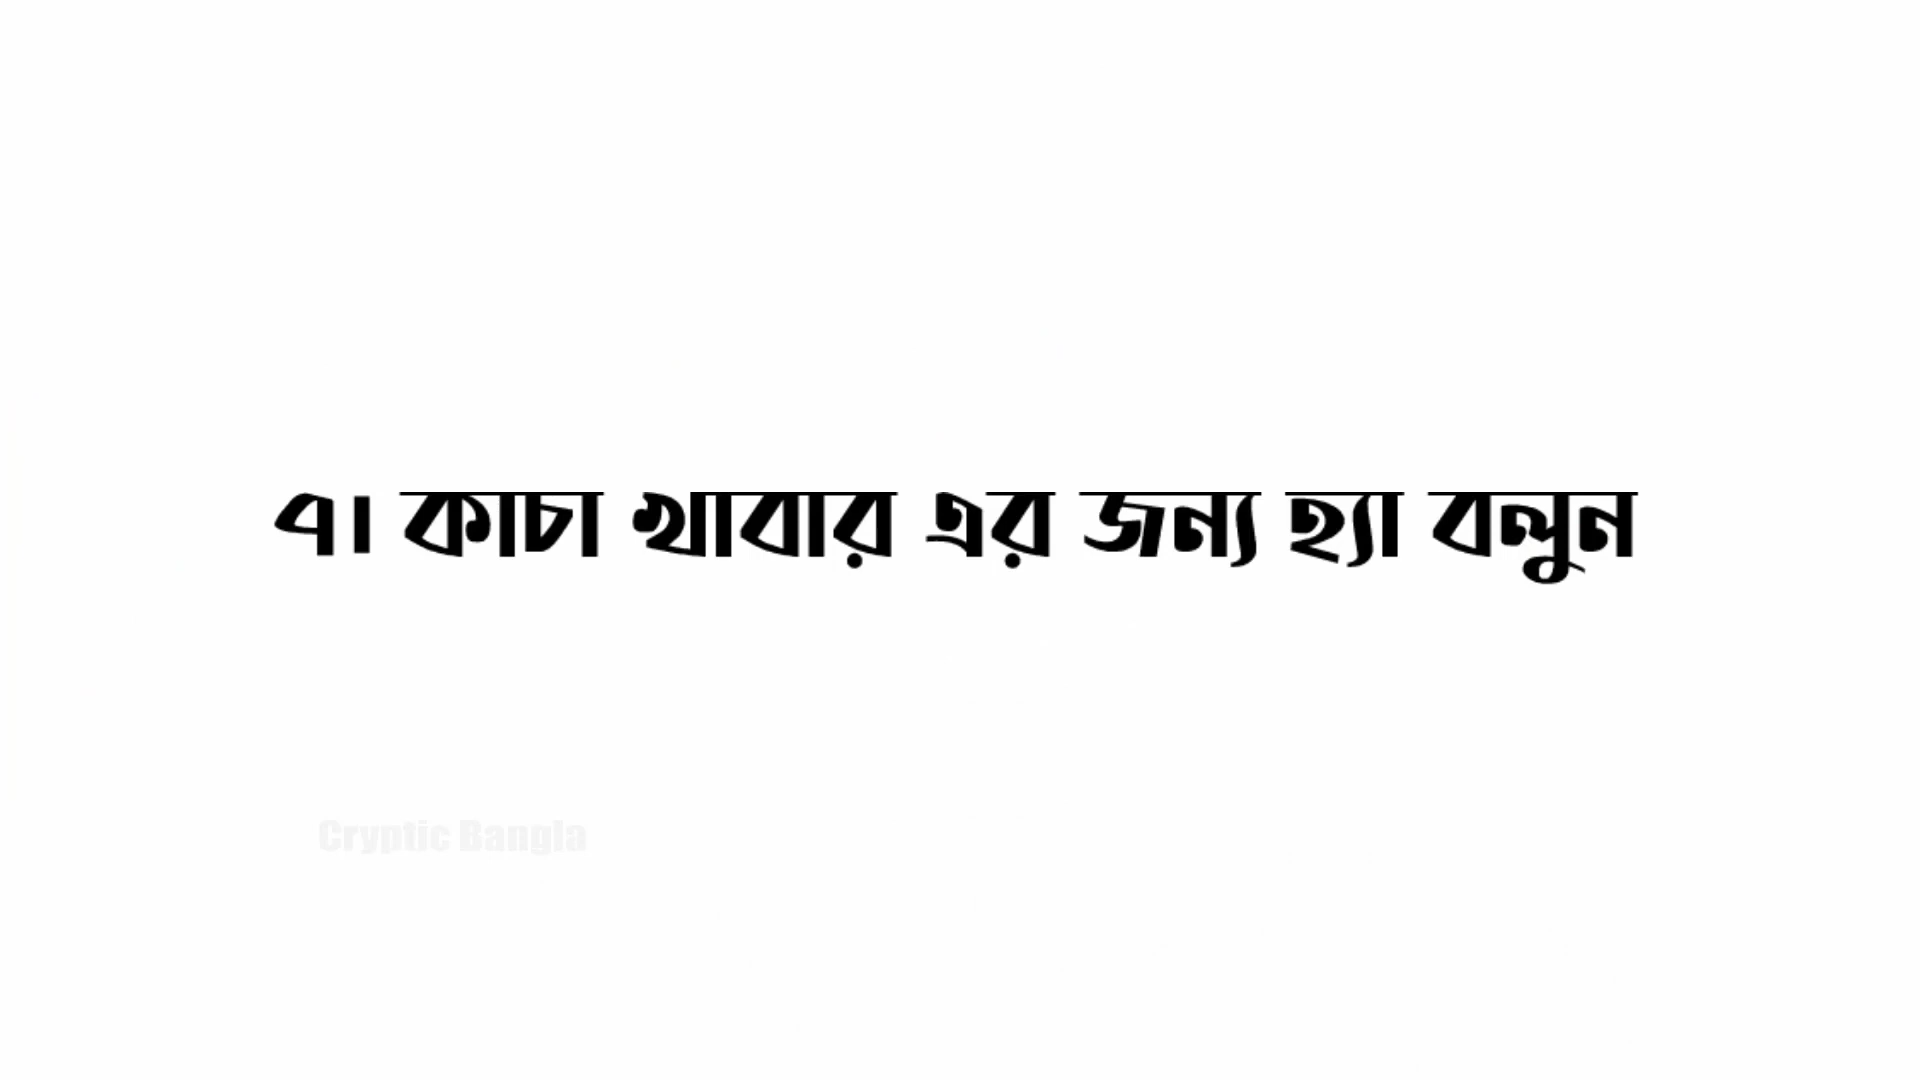 ৭। কাচা খাবার এর জন্য হ্যা বলুন
Cryptic Bangla